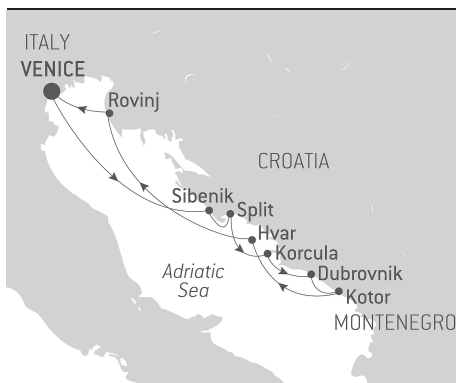 ITALY
VENICE
Rovinj
CROATIA
Sibenik
Split
Hvar
Korcula
Adriatic
Sea
Dubrovnik
Kotor
MONTENEGRO